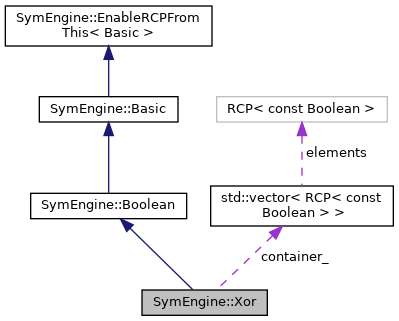 SymEngine::EnableRCPFrom
This< Basic >
SymEngine::Basic
RCP< const Boolean >
elements
SymEngine::Boolean
std::vector< RCP< const
Boolean > >
container_
SymEngine::Xor